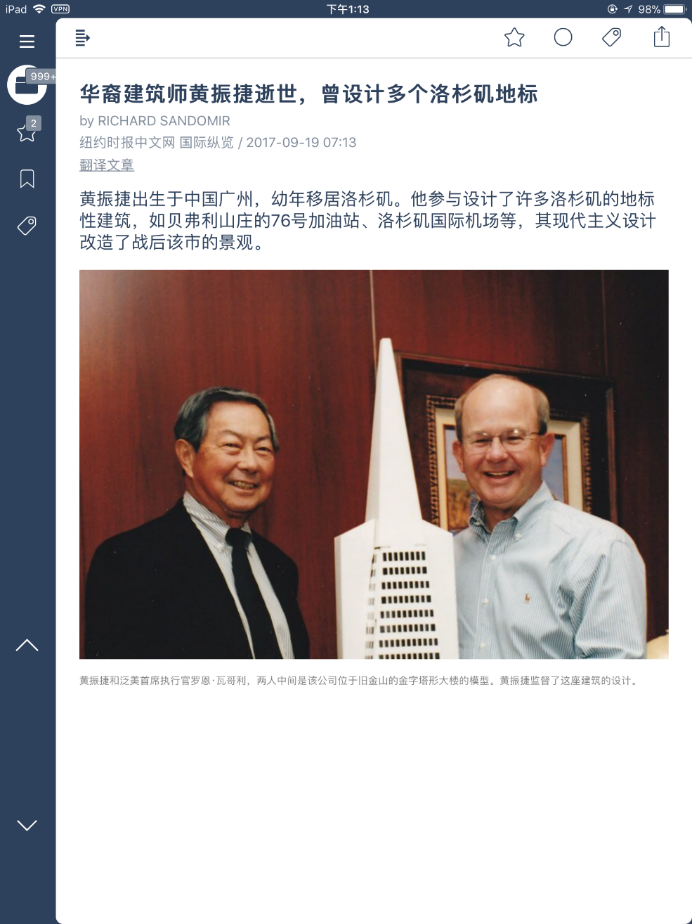 iPad VPN 下午1:13 98%
999+
2
华裔建筑师黄振捷逝世，曾设计多个洛杉矶地标
by RICHARD SANDOMIR
纽约时报中文网 国际纵览 / 2017-09-19 07:13
翻译文章
黄振捷出生于中国广州，幼年移居洛杉矶。他参与设计了许多洛杉矶的地标
性建筑，如贝弗利山庄的76号加油站、洛杉矶国际机场等，其现代主义设计
改造了战后该市的景观。
黄振捷和泛美首席执行官罗恩·瓦哥利，两人中间是该公司位于旧金山的金字塔形大楼的模型。黄振捷监督了这座建筑的设计。